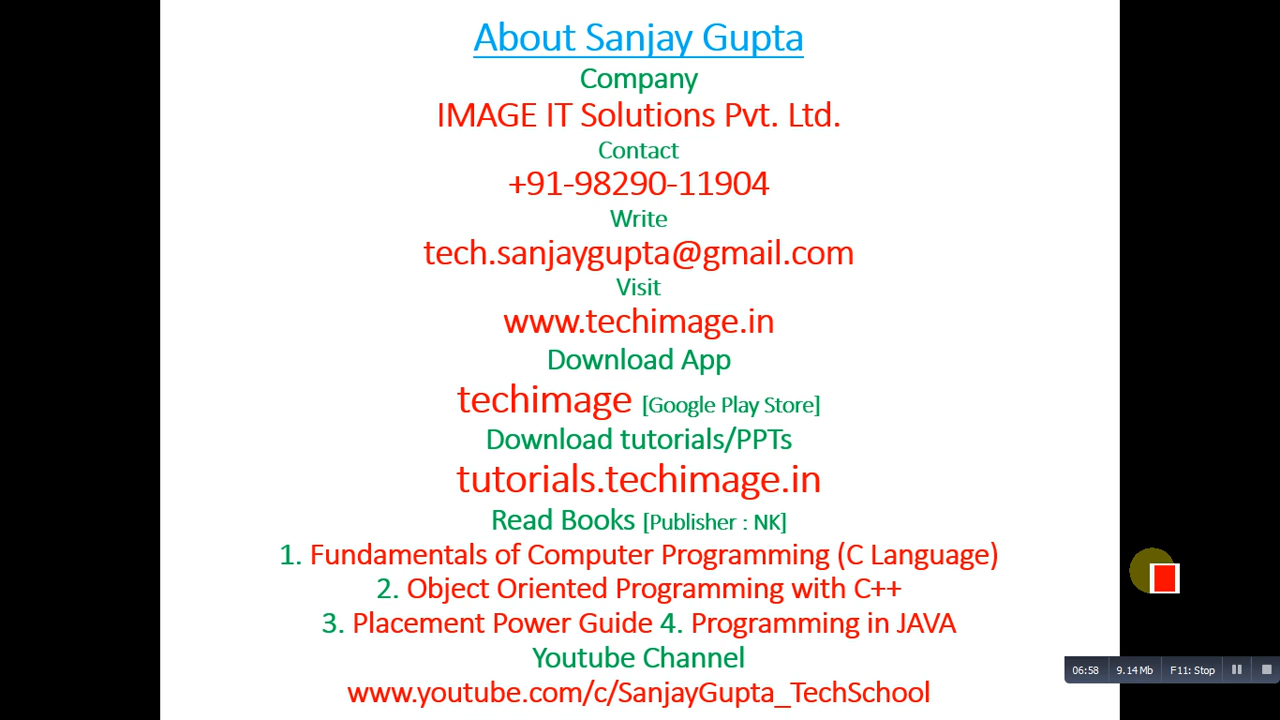 About Sanjay Gupta
Company
IMAGE IT Solutions Pvt. Ltd.
Contact
+91-98290-11904
Write
tech.sanjaygupta@gmail.com
Visit
www.techimage.in
Download App
techimage [Google Play Store]
Download tutorials/PPTs
tutorials.techimage.in
Read Books [Publisher : NK]
1. Fundamentals of Computer Programming (C Language)
2. Object Oriented Programming with C++
3. Placement Power Guide 4. Programming in JAVA
Youtube Channel
www.youtube.com/c/SanjayGupta_TechSchool
06:58 9.14 Mb F11: Stop